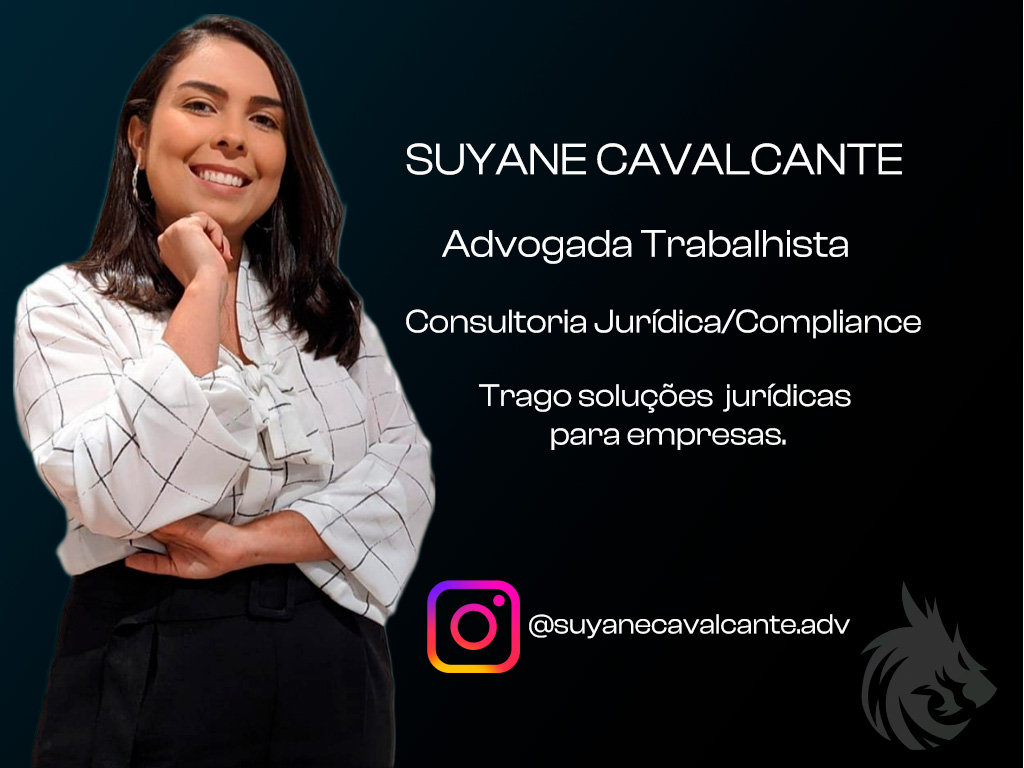 SUYANE CAVALCANTE
Advogada Trabalhista
Consultoria Jurídica/Compliance
Trago soluções jurídicas
para empresas.
@suyanecavalcante.adv